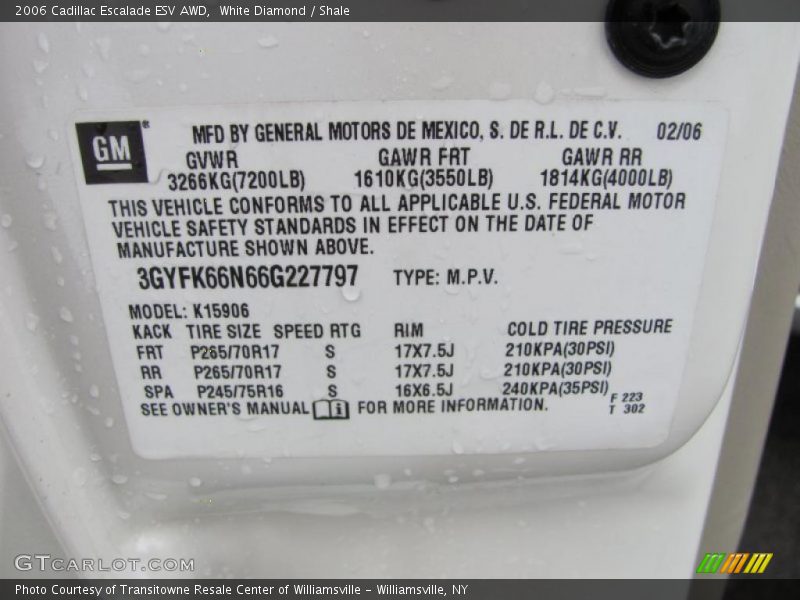 2006 Cadillac Escalade ESV AWD,  White Diamond / Shale
GM®
MFD BY GENERAL MOTORS DE MEXICO, S. DE R.L. DE C.V. 02/06
GVWR GAWR FRT GAWR RR
3266KG(7200LB) 1610KG(3550LB) 1814KG(4000LB)
THIS VEHICLE CONFORMS TO ALL APPLICABLE U.S. FEDERAL MOTOR
VEHICLE SAFETY STANDARDS IN EFFECT ON THE DATE OF
MANUFACTURE SHOWN ABOVE.
3GYFK66N66G227797 TYPE: M.P.V.
MODEL: K15906
KACK TIRE SIZE SPEED RTG RIM COLD TIRE PRESSURE
FRT P265/70R17 S 17X7.5J 210KPA(30PSI)
RR P265/70R17 S 17X7.5J 210KPA(30PSI)
SPA P245/75R16 S 16X6.5J 240KPA(35PSI)
SEE OWNER'S MANUAL i FOR MORE INFORMATION.
F 223
T 302
GTCARLOT.COM
Photo Courtesy of Transitowne Resale Center of Williamsville – Williamsville, NY